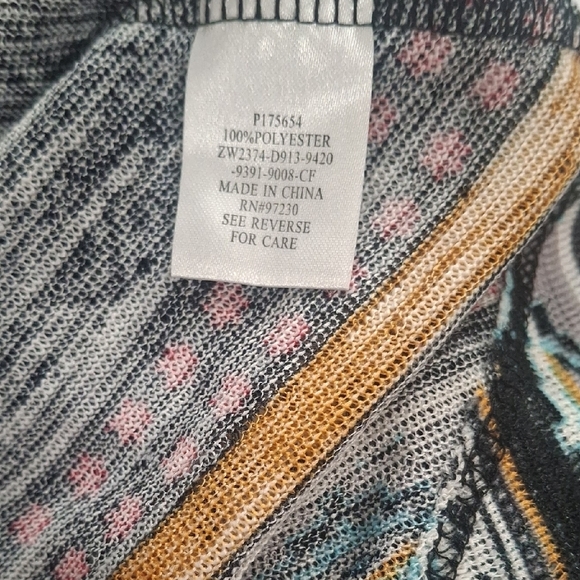 P175654
100%POLYESTER
ZW2374-D913-9420
-9391-9008-CF
MADE IN CHINA
RN#97230
SEE REVERSE
FOR CARE